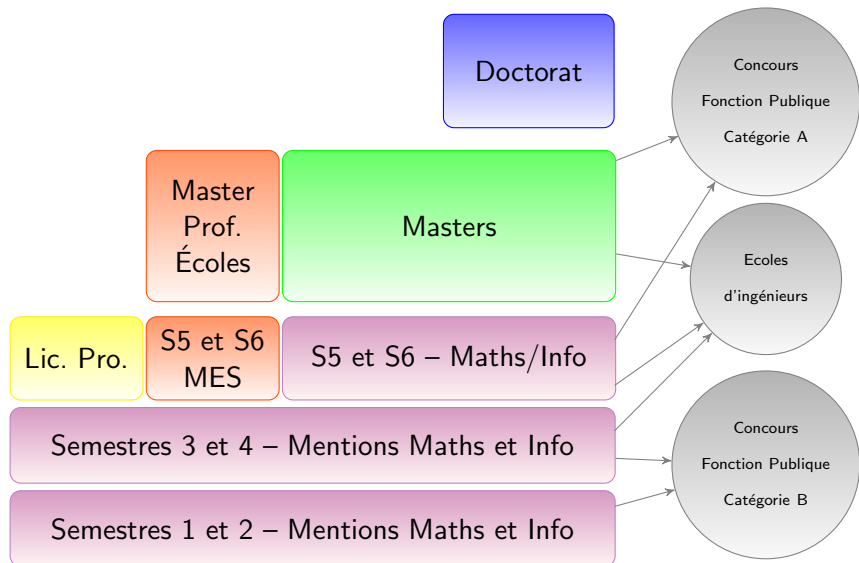 Doctorat
Concours
Fonction Publique
Catégorie A
Master
Prof.
Écoles
Masters
Ecoles
d'ingénieurs
Lic. Pro.
S5 et S6
MES
S5 et S6 – Maths/Info
Semestres 3 et 4 – Mentions Maths et Info
Concours
Fonction Publique
Catégorie B
Semestres 1 et 2 – Mentions Maths et Info